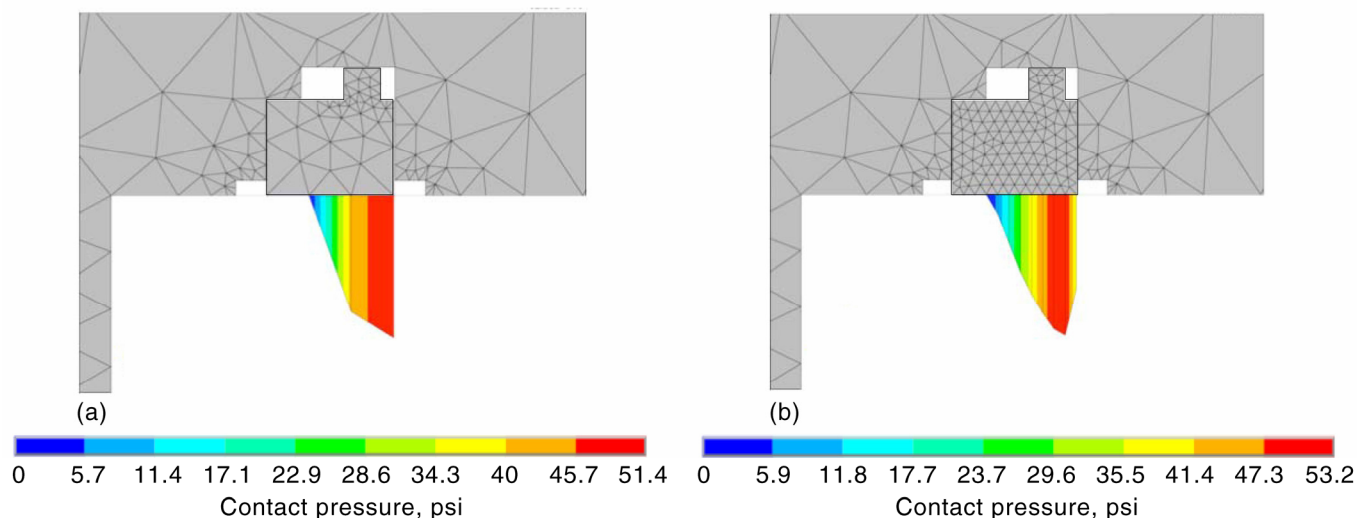 (a)
0 5.7 11.4 17.1 22.9 28.6 34.3 40 45.7 51.4
Contact pressure, psi
(b)
0 5.9 11.8 17.7 23.7 29.6 35.5 41.4 47.3 53.2
Contact pressure, psi